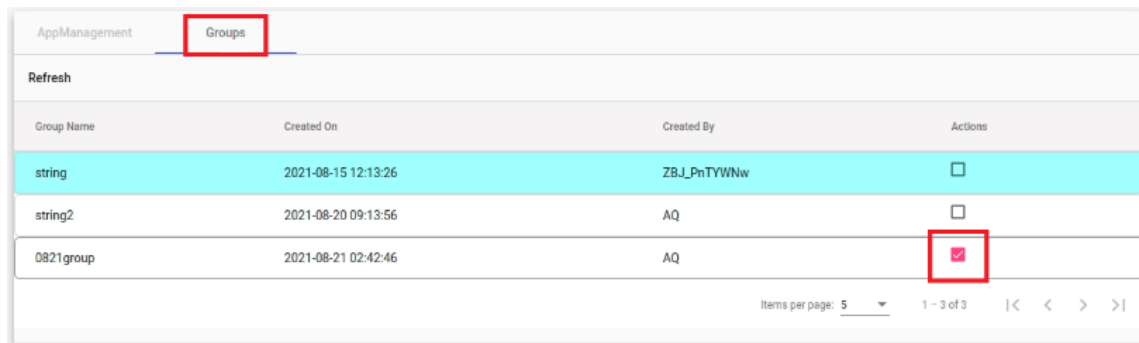 AppManagement Groups
Refresh
Group Name Created On Created By Actions
string 2021-08-15 12:13:26 ZBJ_PnTYWNw
string2 2021-08-20 09:13:56 AQ
0821group 2021-08-21 02:42:46 AQ
Items per page: 5 1 – 3 of 3